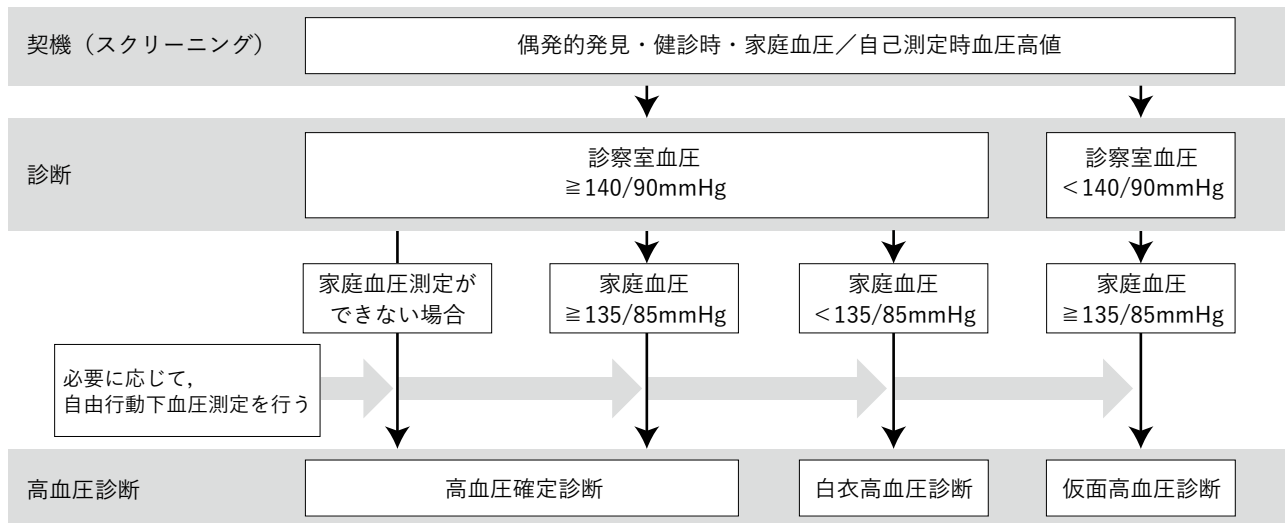 契機（スクリーニング）
偶発的発見・健診時・家庭血圧／自己測定時血圧高値
診断
診察室血圧
≧140/90mmHg
診察室血圧
＜140/90mmHg
家庭血圧測定が
できない場合
家庭血圧
≧135/85mmHg
家庭血圧
＜135/85mmHg
家庭血圧
≧135/85mmHg
必要に応じて，
自由行動下血圧測定を行う
高血圧診断
高血圧確定診断
白衣高血圧診断
仮面高血圧診断